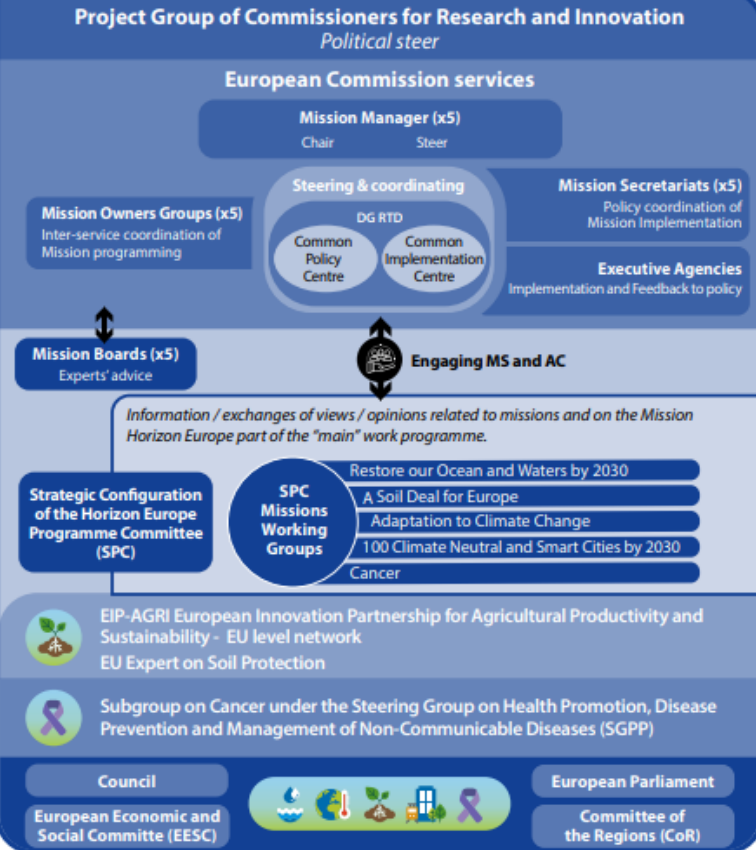 Project Group of Commissioners for Research and Innovation
Political steer
European Commission services
Mission Manager (x5)
Chair Steer
Steering & coordinating
DG RTD
Common
Policy
Centre
Common
Implementation
Centre
Mission Owners Groups (x5)
Inter-service coordination of
Mission programming
Mission Secretariats (x5)
Policy coordination of
Mission Implementation
Executive Agencies
Implementation and Feedback to policy
Mission Boards (x5)
Experts' advice
Engaging MS and AC
Information / exchanges of views / opinions related to missions and on the Mission
Horizon Europe part of the “main” work programme.
Strategic Configuration
of the Horizon Europe
Programme Committee
(SPC)
SPC
Missions
Working
Groups
Restore our Ocean and Waters by 2030
A Soil Deal for Europe
Adaptation to Climate Change
100 Climate Neutral and Smart Cities by 2030
Cancer
EIP-AGRI European Innovation Partnership for Agricultural Productivity and
Sustainability - EU level network
EU Expert on Soil Protection
Subgroup on Cancer under the Steering Group on Health Promotion, Disease
Prevention and Management of Non-Communicable Diseases (SGPP)
Council
European Economic and
Social Committe (EESC)
European Parliament
Committee of
the Regions (CoR)